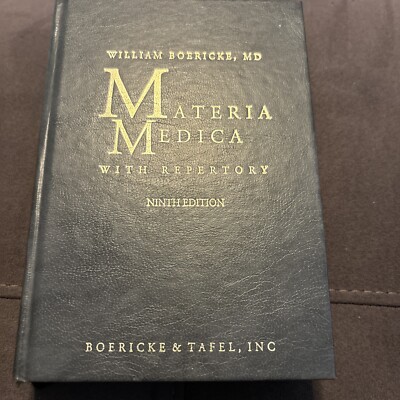 WILLIAM BOERICKE, MD
MATERIA
MEDICA
WITH REPERTORY
NINTH EDITION
BOERICKE & TAFEL, INC